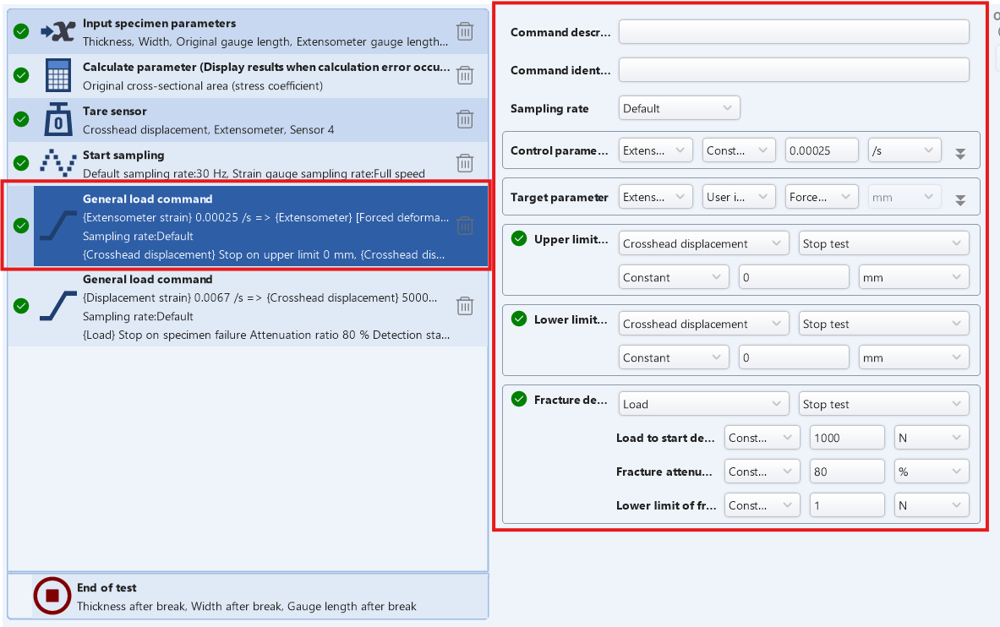 Input specimen parameters
Thickness, Width, Original gauge length, Extensometer gauge length...
Calculate parameter (Display results when calculation error occu...
Original cross-sectional area (stress coefficient)
Tare sensor
Crosshead displacement, Extensometer, Sensor 4
Start sampling
Default sampling rate:30 Hz, Strain gauge sampling rate:Full speed
General load command
{Extensometer strain} 0.00025 /s => {Extensometer} [Forced deforma...
Sampling rate:Default
{Crosshead displacement} Stop on upper limit 0 mm, {Crosshead dis...
General load command
{Displacement strain} 0.0067 /s => {Crosshead displacement} 5000...
Sampling rate:Default
{Load} Stop on specimen failure Attenuation ratio 80 % Detection sta...
End of test
Thickness after break, Width after break, Gauge length after break
Command descr...
Command ident...
Sampling rate Default
Control parame... Extens... Const... 0.00025 /s
Target parameter Extens... User i... Force... mm
Upper limit... Crosshead displacement Stop test
Constant 0 mm
Lower limit... Crosshead displacement Stop test
Constant 0 mm
Fracture de... Load Stop test
Load to start de... Const... 1000 N
Fracture attenu... Const... 80 %
Lower limit of fr... Const... 1 N